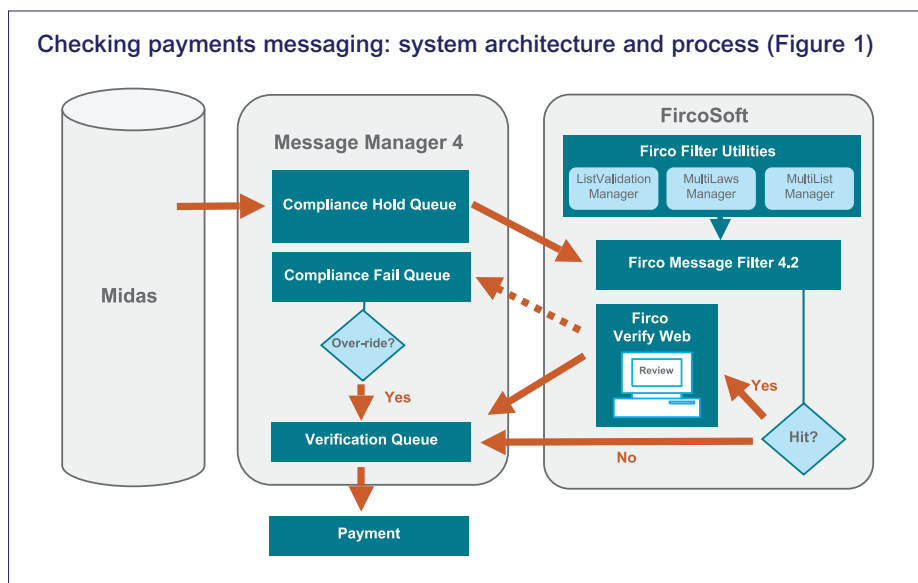 Checking payments messaging: system architecture and process (Figure 1)
Midas
Message Manager 4
Compliance Hold Queue
Compliance Fail Queue
Over-ride?
Yes
Verification Queue
Payment
FircoSoft
Firco Filter Utilities
ListValidation
Manager
MultiLaws
Manager
MultiList
Manager
Firco Message Filter 4.2
Firco
Verify Web
Review
Yes
Hit?
No